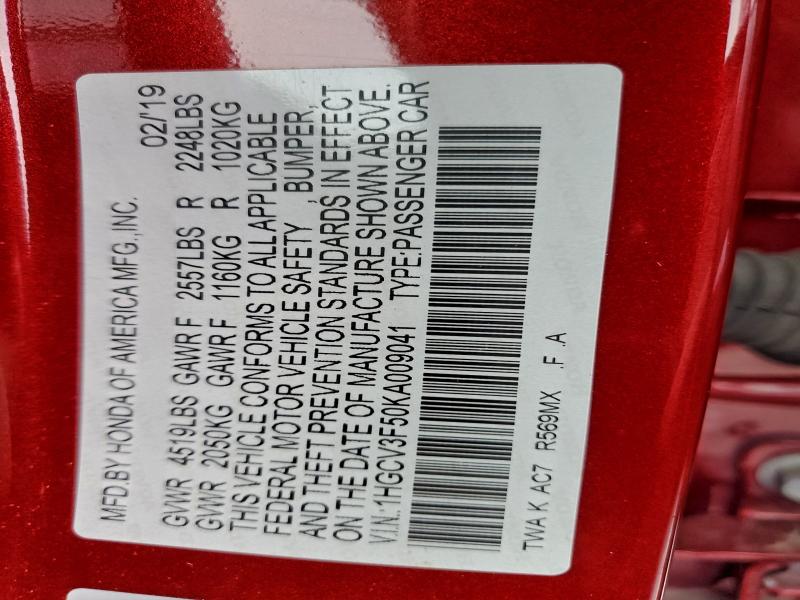 MFD.BY HONDA OF AMERICA MFG.,INC. 02/'19
GVWR 4519LBS GAWR F 2557LBS R 2248LBS
GVWR 2050KG GAWR F 1160KG R 1020KG
THIS VEHICLE CONFORMS TO ALL APPLICABLE
FEDERAL MOTOR VEHICLE SAFETY , BUMPER,
AND THEFT PREVENTION STANDARDS IN EFFECT
ON THE DATE OF MANUFACTURE SHOWN ABOVE.
V.I.N.:1HGCV3F50KA009041 TYPE:PASSENGER CAR
TWA K AC7 R569MX .F .A